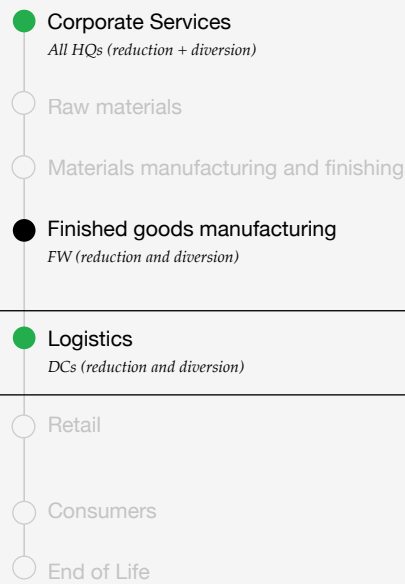 Corporate Services
All HQs (reduction + diversion)
Raw materials
Materials manufacturing and finishing
Finished goods manufacturing
FW (reduction and diversion)
Logistics
DCs (reduction and diversion)
Retail
Consumers
End of Life